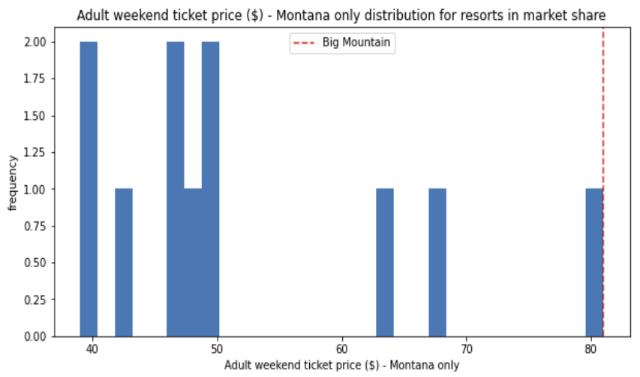 Adult weekend ticket price ($) - Montana only distribution for resorts in market share
Big Mountain
2.00
1.75
1.50
1.25
1.00
0.75
0.50
0.25
0.00
frequency
40 50 60 70 80
Adult weekend ticket price ($) - Montana only